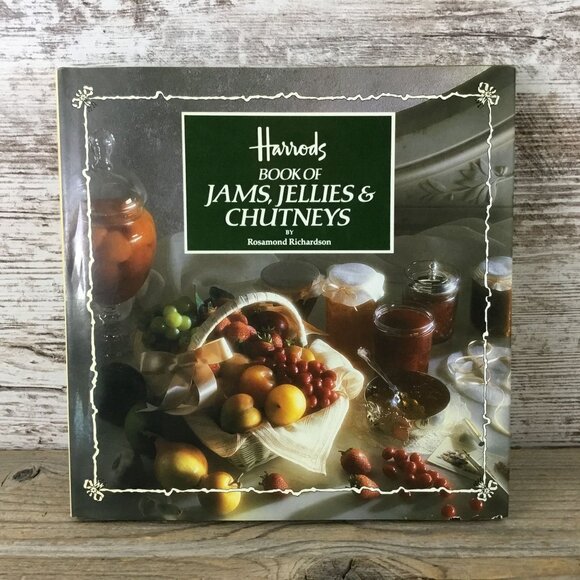 Harrods
BOOK OF
JAMS, JELLIES &
CHUTNEYS
BY
Rosamond Richardson